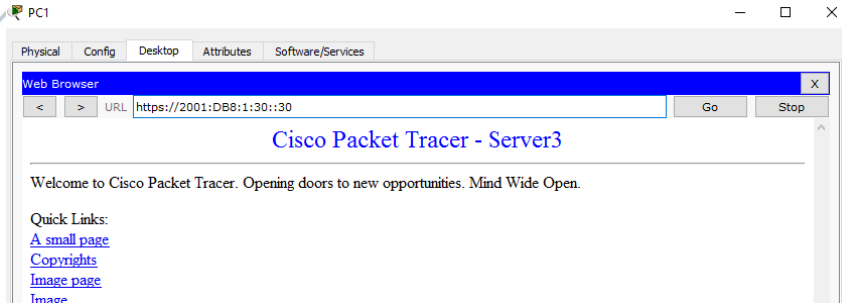 PC1
Physical Config Desktop Attributes Software/Services
Web Browser X
< > URL https://2001:DB8:1:30::30 Go Stop
Cisco Packet Tracer - Server3
Welcome to Cisco Packet Tracer. Opening doors to new opportunities. Mind Wide Open.
Quick Links:
A small page
Copyrights
Image page
Image